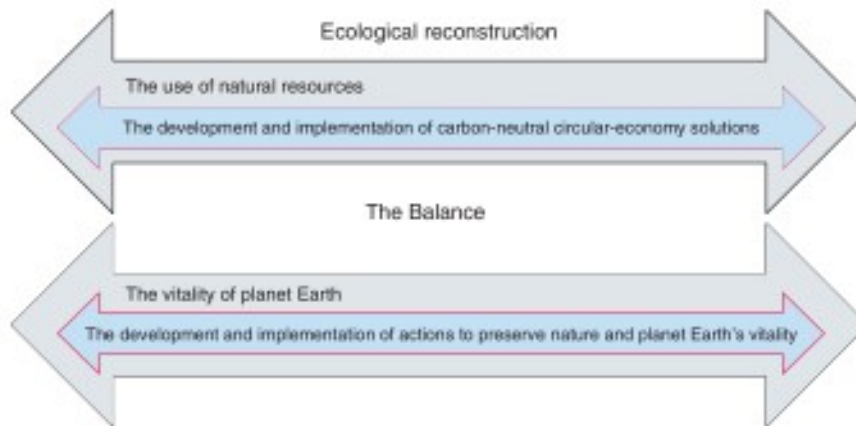 Ecological reconstruction
The use of natural resources
The development and implementation of carbon-neutral circular-economy solutions
The Balance
The vitality of planet Earth
The development and implementation of actions to preserve nature and planet Earth's vitality